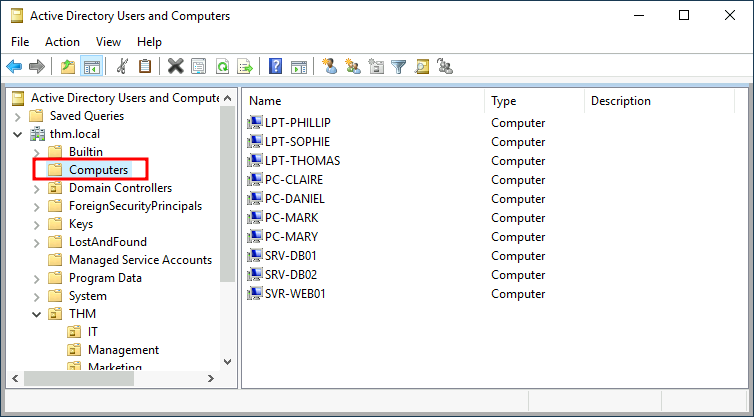 Active Directory Users and Computers
File Action View Help
Active Directory Users and Compute
Saved Queries
thm.local
Builtin
Computers
Domain Controllers
ForeignSecurityPrincipals
Keys
LostAndFound
Managed Service Accounts
Program Data
System
THM
IT
Management
Marketing
Name Type Description
LPT-PHILLIP Computer
LPT-SOPHIE Computer
LPT-THOMAS Computer
PC-CLAIRE Computer
PC-DANIEL Computer
PC-MARK Computer
PC-MARY Computer
SRV-DB01 Computer
SRV-DB02 Computer
SVR-WEB01 Computer